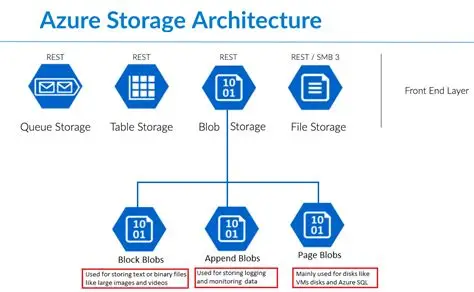 Azure Storage Architecture
REST
REST
REST
REST / SMB 3
10
01
Queue Storage
Table Storage
Blob Storage
File Storage
Front End Layer
10
01
10
01
10
01
Block Blobs
Append Blobs
Page Blobs
Used for storing text or binary files
like large images and videos
Used for storing logging
and monitoring data
Mainly used for disks like
VMs disks and Azure SQL